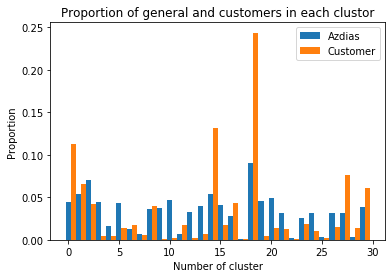 Proportion of general and customers in each clustor
0.25
0.20
0.15
0.10
0.05
0.00
Proportion
Azdias
Customer
0 5 10 15 20 25 30
Number of cluster